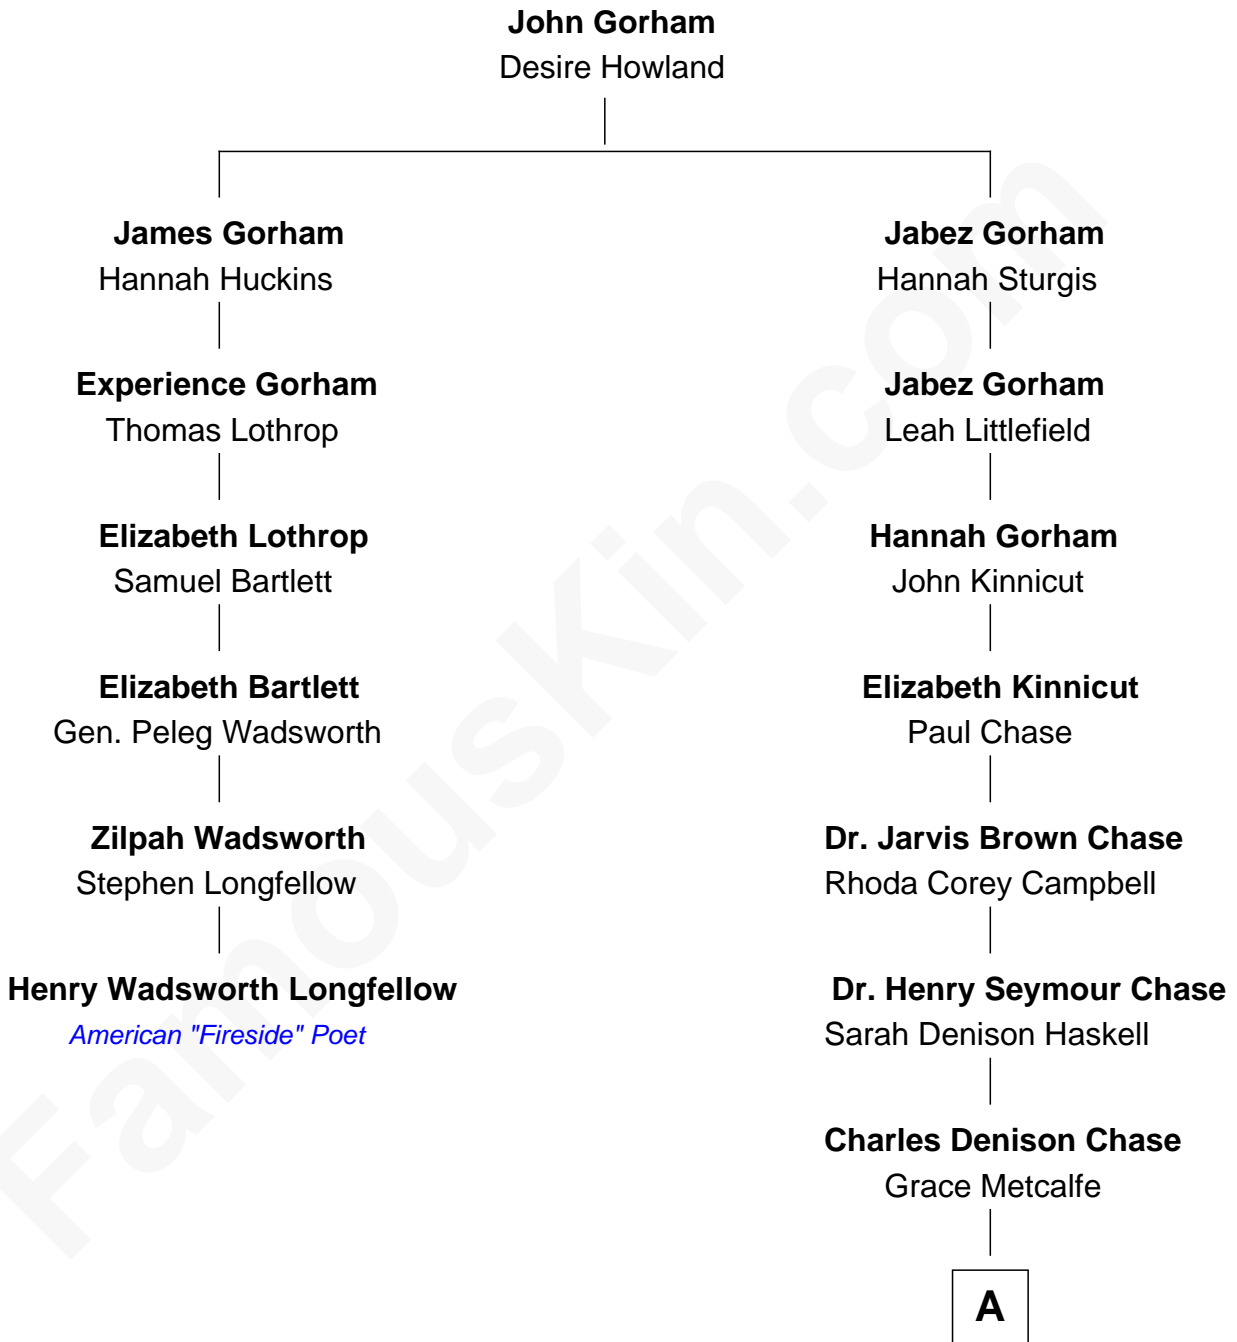 John Gorham
Desire Howland
James Gorham
Hannah Huckins
Jabez Gorham
Hannah Sturgis
Experience Gorham
Thomas Lothrop
Jabez Gorham
Leah Littlefield
Elizabeth Lothrop
Samuel Bartlett
Hannah Gorham
John Kinnicut
Elizabeth Bartlett
Gen. Peleg Wadsworth
Elizabeth Kinnicut
Paul Chase
Zilpah Wadsworth
Stephen Longfellow
Dr. Jarvis Brown Chase
Rhoda Corey Campbell
Henry Wadsworth Longfellow
American "Fireside" Poet
Dr. Henry Seymour Chase
Sarah Denison Haskell
Charles Denison Chase
Grace Metcalfe
A
FamousKin.com